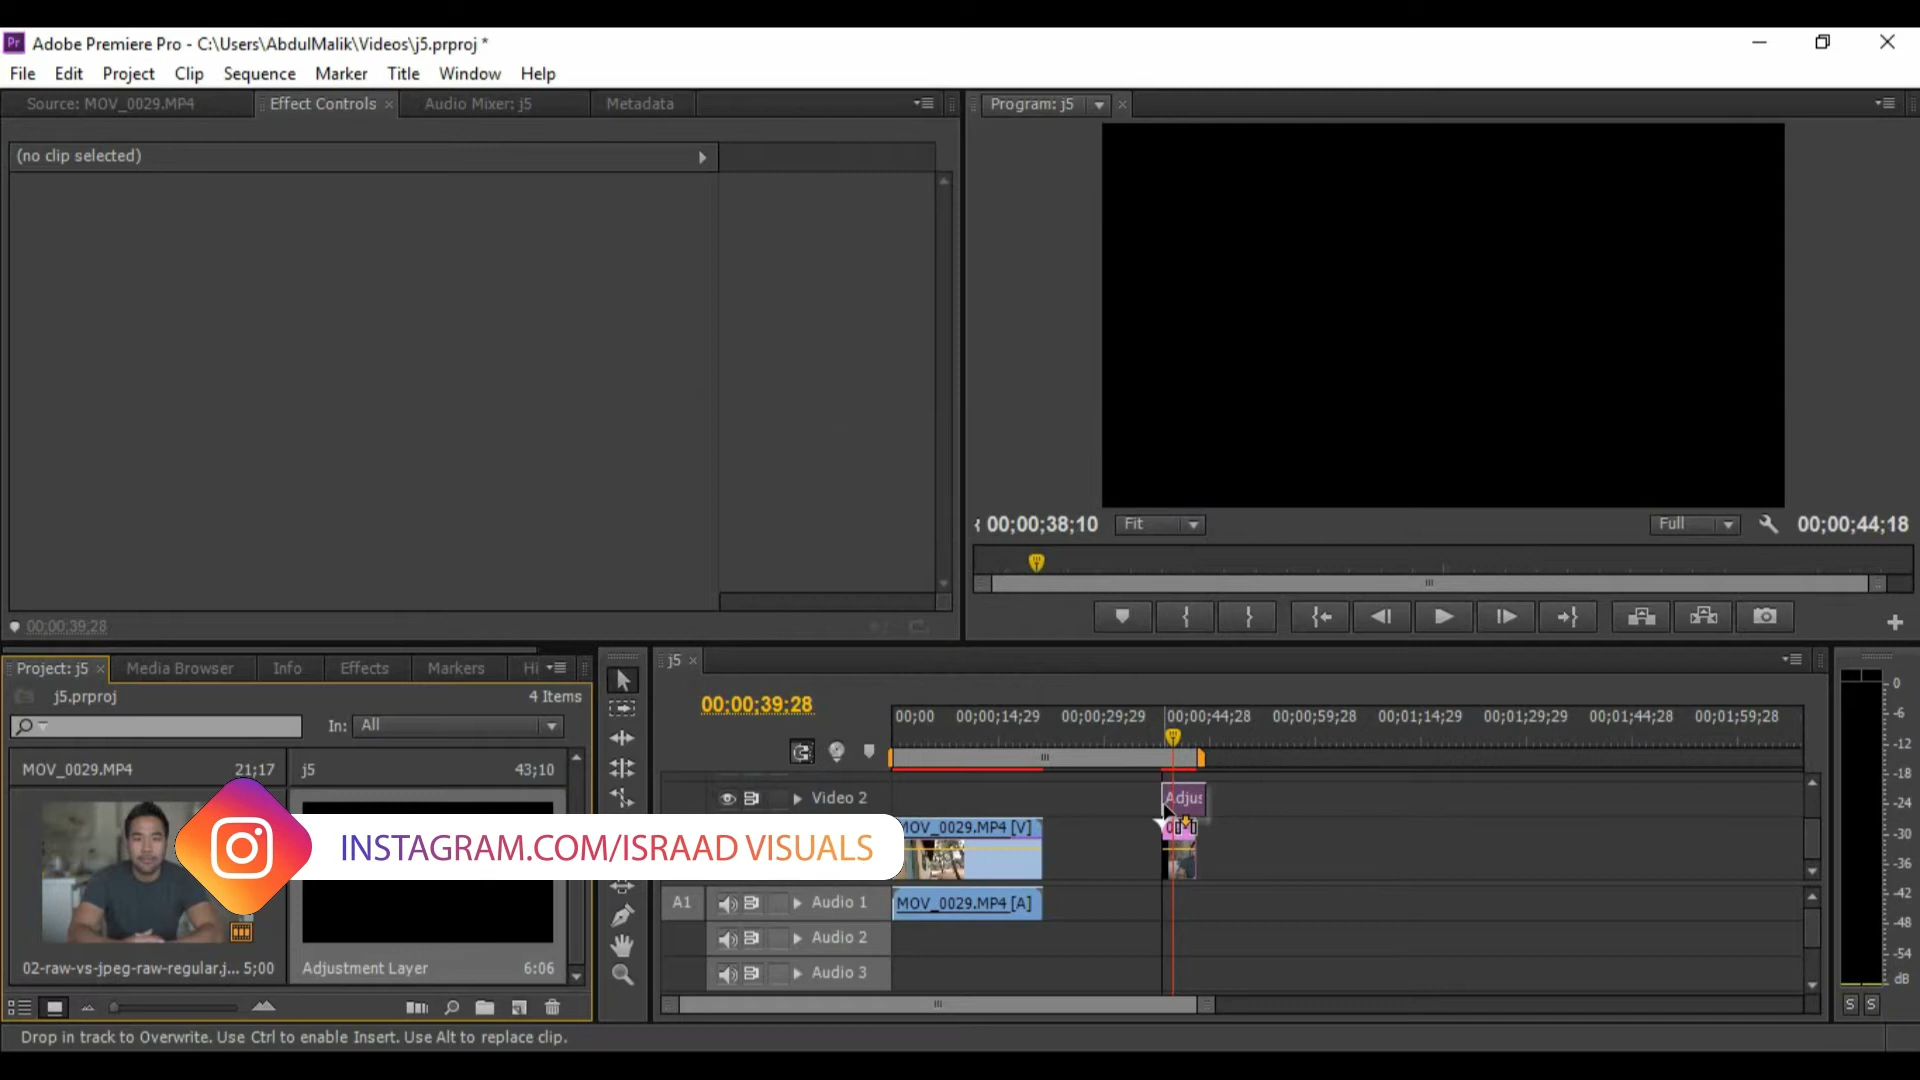 Pr Adobe Premiere Pro - C:\Users\AbdulMalik\Videos\j5.prproj *
File Edit Project Clip Sequence Marker Title Window Help
Source: MOV_0029.MP4 Effect Controls Audio Mixer: j5 Metadata
Program: j5
(no clip selected)
00;00;38;10 Fit Full 00;00;44;18
00;00;39;28
Project: j5 Media Browser Info Effects Markers Hi
j5.prproj 4 Items
In: All
MOV_0029.MP4 21;17 j5 43;10
INSTAGRAM.COM/ISRAAD VISUALS
02-raw-vs-jpeg-raw-regular.j... 5;00 Adjustment Layer 6:06
j5
00:00:39:28
00;00 00;00;14;29 00;00;29;29 00;00;44;28 00;00;59;28 00;01;14;29 00;01;29;29 00;01;44;28 00;01;59;28
Video 2 Adjus
MOV_0029.MP4 [V]
A1 Audio 1 MOV_0029.MP4 [A]
Audio 2
Audio 3
0
-6
-12
-18
-24
-30
-36
-42
-48
-54
dB
S S
Drop in track to Overwrite. Use Ctrl to enable Insert. Use Alt to replace clip.